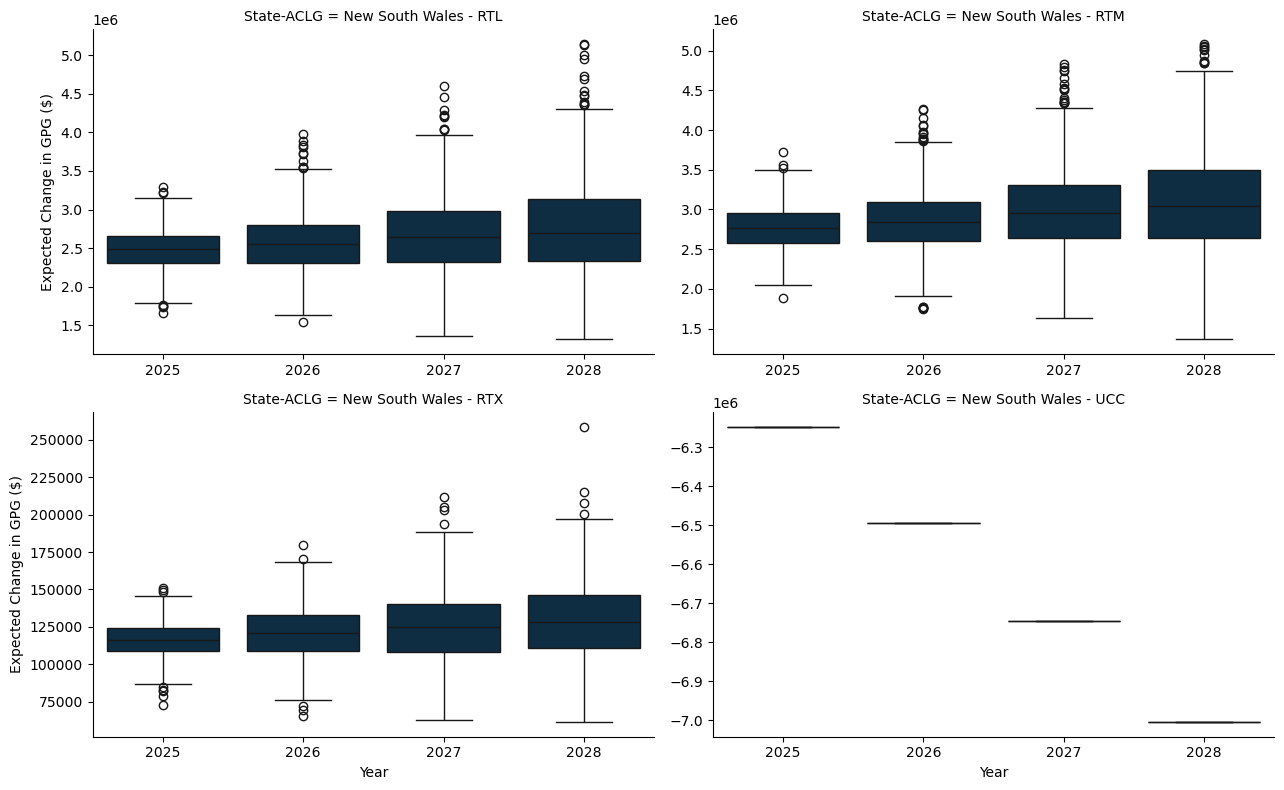 State-ACLG = New South Wales - RTL
1e6
Expected Change in GPG ($)
5.0
4.5
4.0
3.5
3.0
2.5
2.0
1.5
2025 2026 2027 2028
State-ACLG = New South Wales - RTM
1e6
5.0
4.5
4.0
3.5
3.0
2.5
2.0
1.5
2025 2026 2027 2028
State-ACLG = New South Wales - RTX
Expected Change in GPG ($)
250000
225000
200000
175000
150000
125000
100000
75000
2025 2026 2027 2028
Year
State-ACLG = New South Wales - UCC
1e6
−6.3
−6.4
−6.5
−6.6
−6.7
−6.8
−6.9
−7.0
2025 2026 2027 2028
Year